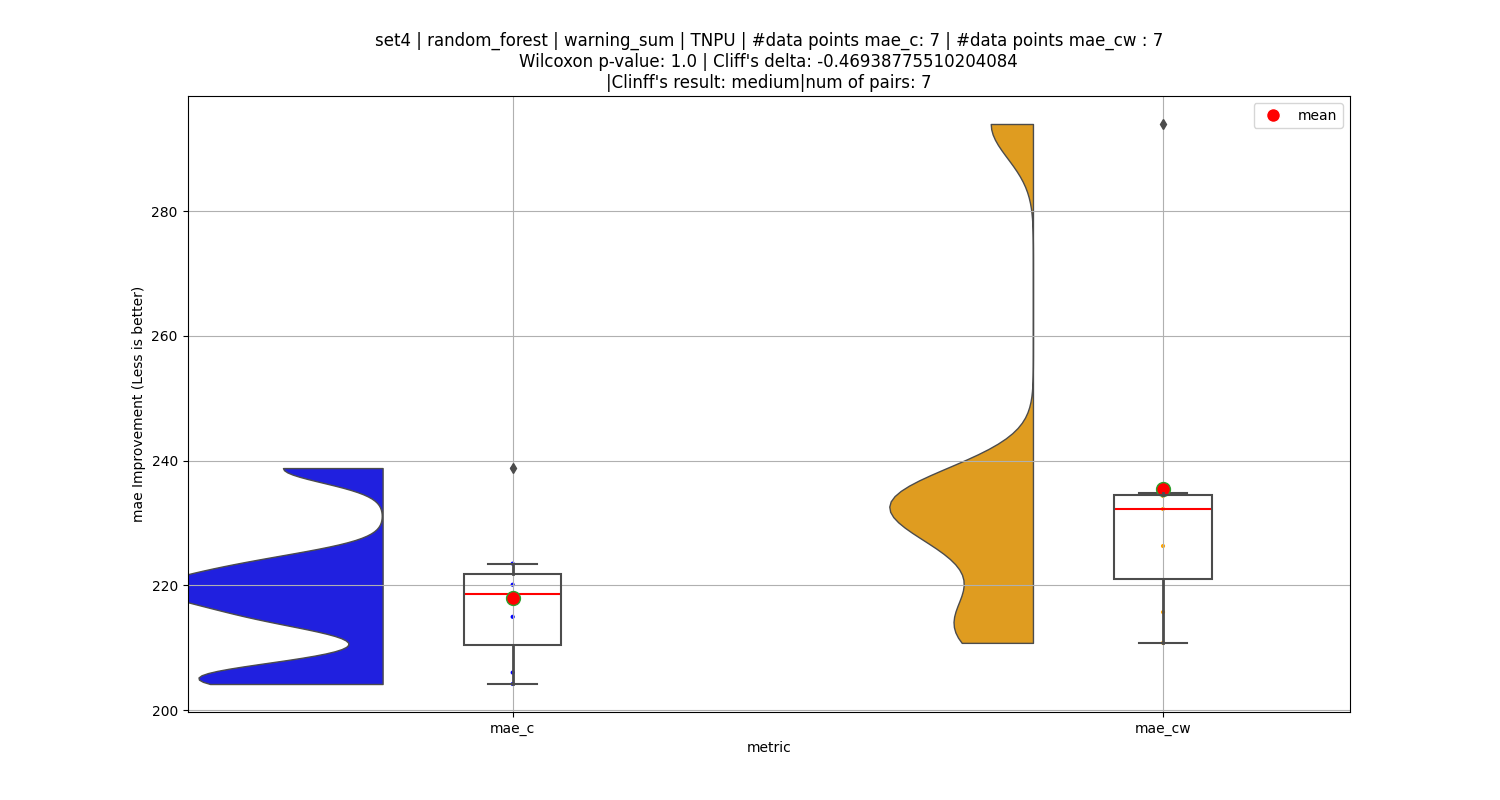 set4 | random_forest | warning_sum | TNPU | #data points mae_c: 7 | #data points mae_cw : 7
Wilcoxon p-value: 1.0 | Cliff's delta: -0.46938775510204084
|Clinff's result: medium|num of pairs: 7
mean
280
260
240
220
200
mae Improvement (Less is better)
mae_c
mae_cw
metric